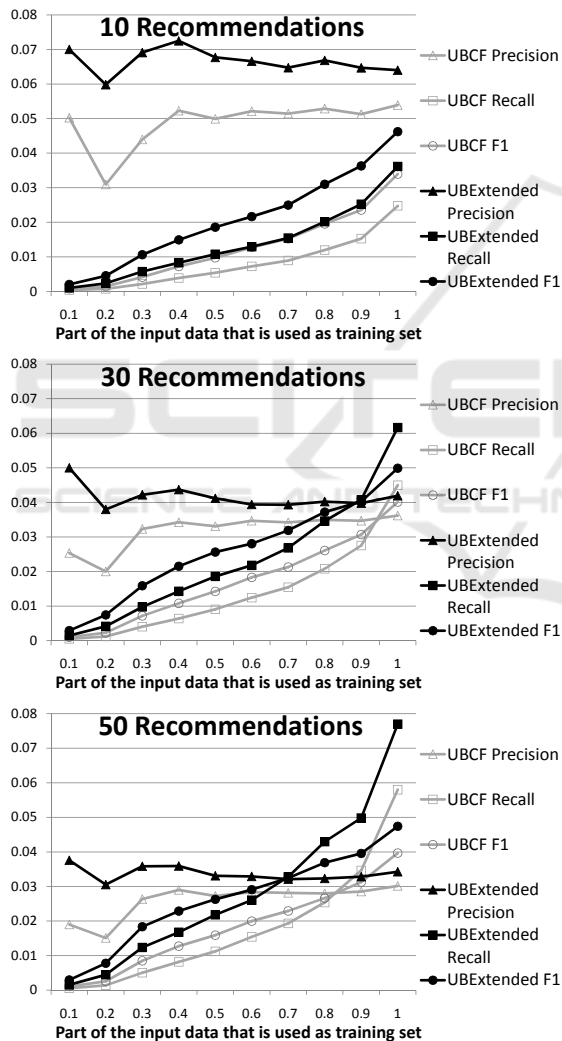 10 Recommendations
0.08
0.07
0.06
0.05
0.04
0.03
0.02
0.01
0
0.1 0.2 0.3 0.4 0.5 0.6 0.7 0.8 0.9 1
Part of the input data that is used as training set
UBCF Precision
UBCF Recall
UBCF F1
UBExtended
Precision
UBExtended
Recall
UBExtended F1
30 Recommendations
0.08
0.07
0.06
0.05
0.04
0.03
0.02
0.01
0
0.1 0.2 0.3 0.4 0.5 0.6 0.7 0.8 0.9 1
Part of the input data that is used as training set
UBCF Precision
UBCF Recall
UBCF F1
UBExtended
Precision
UBExtended
Recall
UBExtended F1
50 Recommendations
0.08
0.07
0.06
0.05
0.04
0.03
0.02
0.01
0
0.1 0.2 0.3 0.4 0.5 0.6 0.7 0.8 0.9 1
Part of the input data that is used as training set
UBCF Precision
UBCF Recall
UBCF F1
UBExtended
Precision
UBExtended
Recall
UBExtended F1